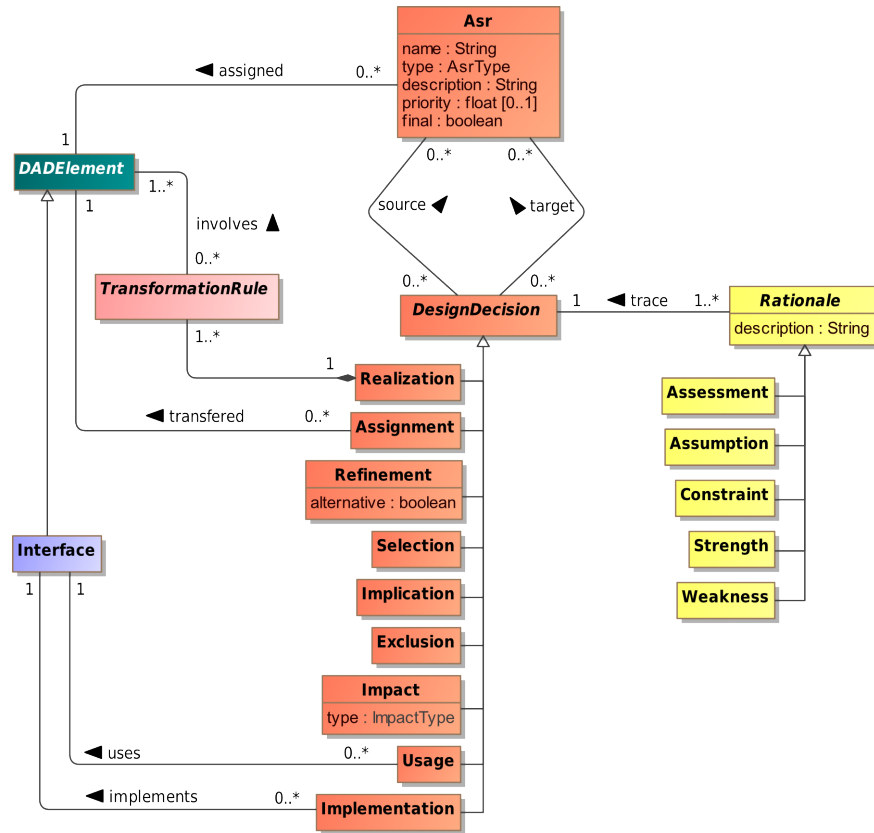 Asr
name : String
type : AsrType
description : String
priority : float [0..1]
final : boolean
◄ assigned
0..*
1
DADElement
1..*
1
0..*
0..*
source
target
involves
0..*
0..*
0..*
TransformationRule
1..*
DesignDecision
1
◄ trace
1..*
Rationale
description : String
1
Realization
◄ transfered
0..*
Assignment
Refinement
alternative : boolean
Selection
Implication
Exclusion
Impact
type : ImpactType
Assessment
Assumption
Constraint
Strength
Weakness
Interface
1
1
◄ uses
0..*
Usage
◄ implements
0..*
Implementation